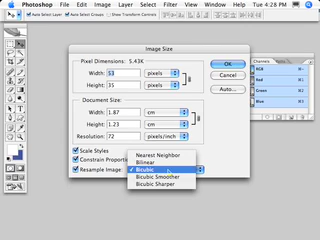 Photoshop File Edit Image Layer Select Filter View Window Help Tue 4:28 PM
Auto Select Layer Auto Select Groups Show Transform Controls
Image Size
Pixel Dimensions: 5.43K
Width: 53 pixels
Height: 35 pixels
OK
Cancel
Auto...
Document Size:
Width: 1.87 cm
Height: 1.23 cm
Resolution: 72 pixels/inch
Scale Styles
Constrain Proporti
Resample Image:
Nearest Neighbor
Bilinear
Bicubic
Bicubic Smoother
Bicubic Sharper
Channels
RGB
Red
Green
Blue